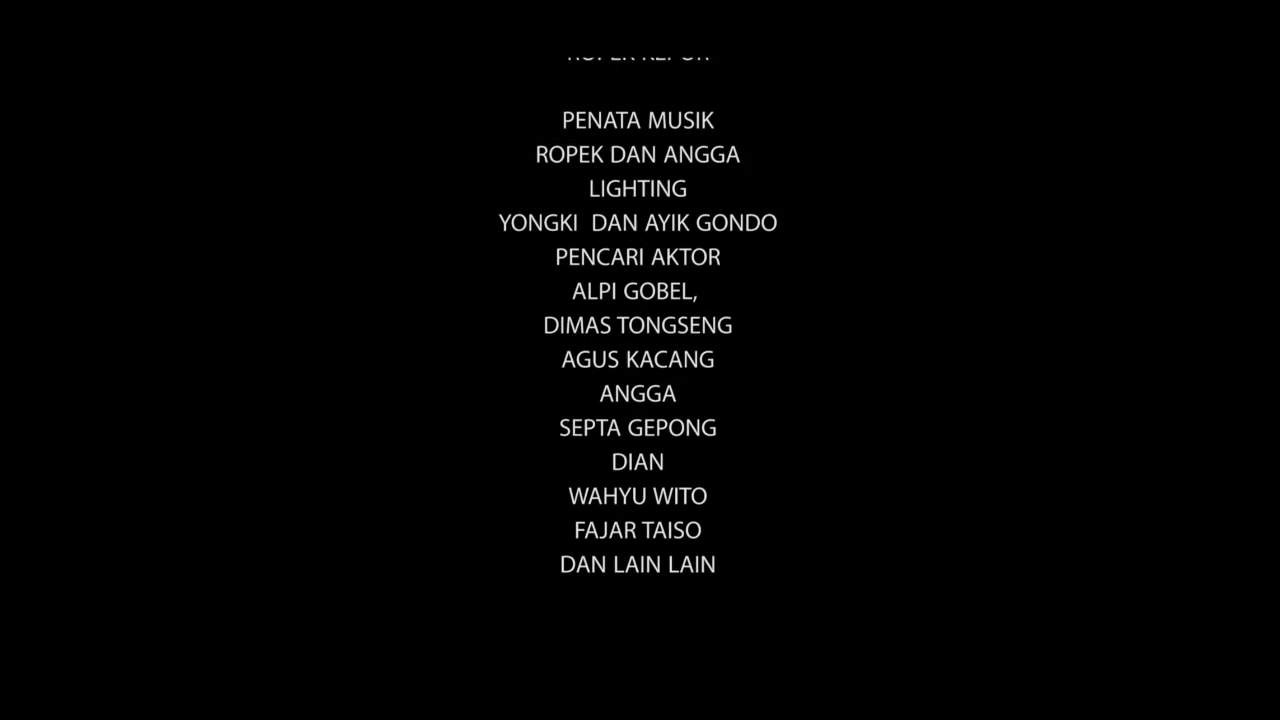 PENATA MUSIK
ROPEK DAN ANGGA
LIGHTING
YONGKI  DAN AYIK GONDO
PENCARI AKTOR
ALPI GOBEL,
DIMAS TONGSENG
AGUS KACANG
ANGGA
SEPTA GEPONG
DIAN
WAHYU WITO
FAJAR TAISO
DAN LAIN LAIN